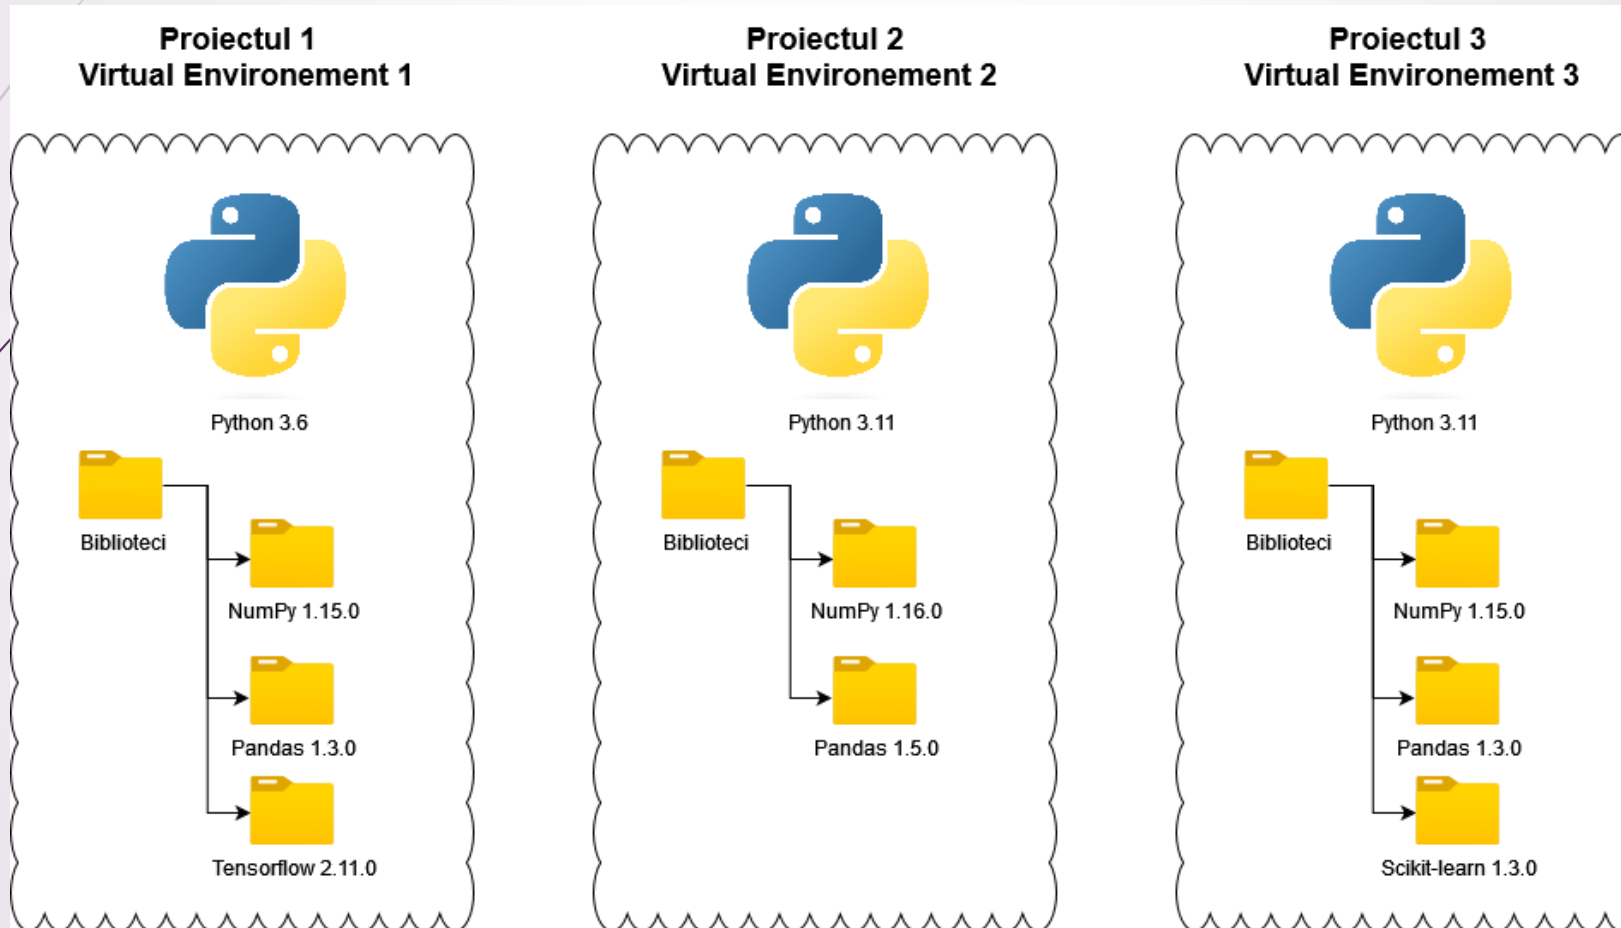 Proiectul 1
Virtual Environement 1
Python 3.6
Biblioteci
NumPy 1.15.0
Pandas 1.3.0
Tensorflow 2.11.0
Proiectul 2
Virtual Environement 2
Python 3.11
Biblioteci
NumPy 1.16.0
Pandas 1.5.0
Proiectul 3
Virtual Environement 3
Python 3.11
Biblioteci
NumPy 1.15.0
Pandas 1.3.0
Scikit-learn 1.3.0